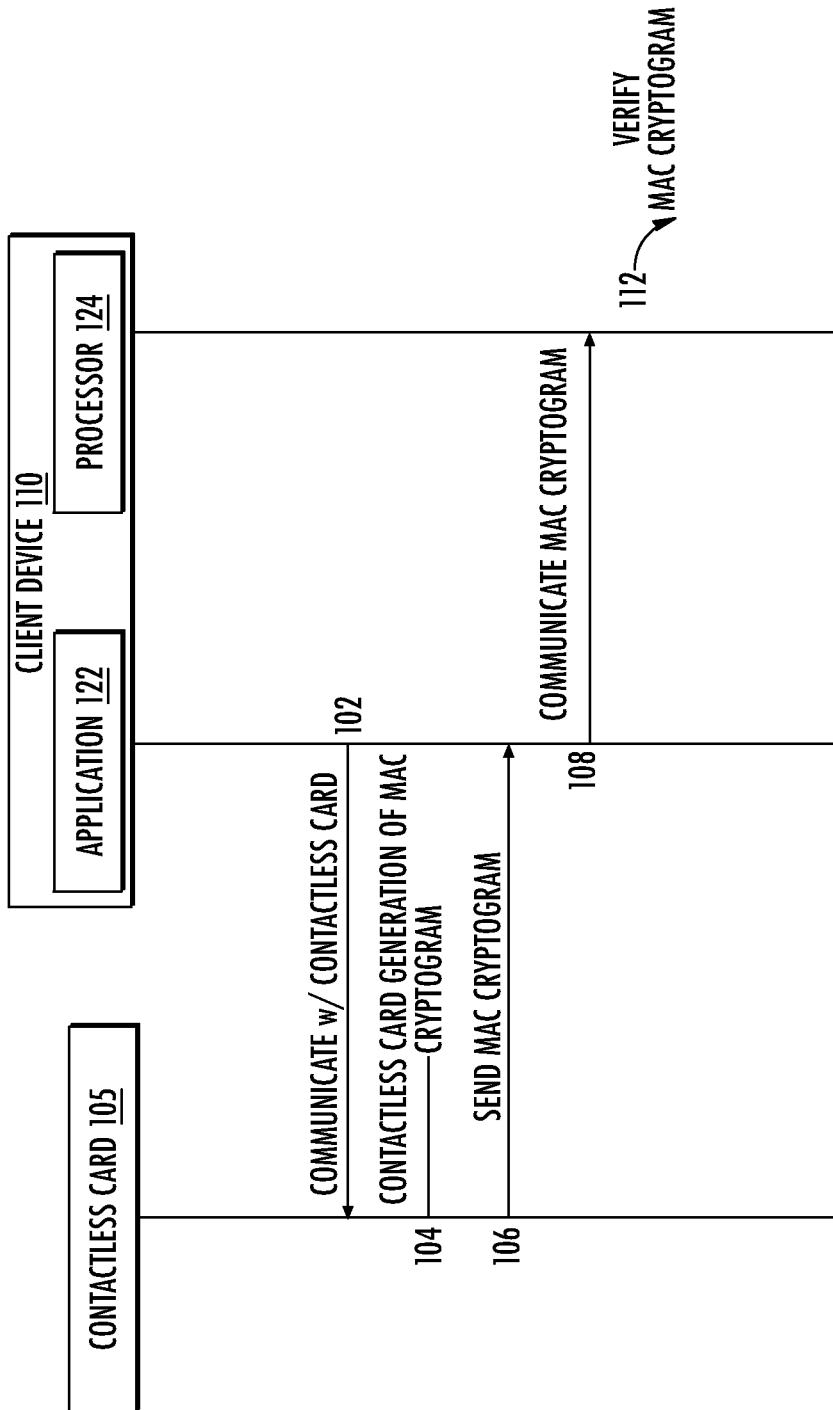 CLIENT DEVICE 110
CONTACTLESS CARD 105
APPLICATION 122
PROCESSOR 124
COMMUNICATE w/ CONTACTLESS CARD
102
CONTACTLESS CARD GENERATION OF MAC
CRYPTOGRAM
104
SEND MAC CRYPTOGRAM
106
COMMUNICATE MAC CRYPTOGRAM
108
112
VERIFY
MAC CRYPTOGRAM